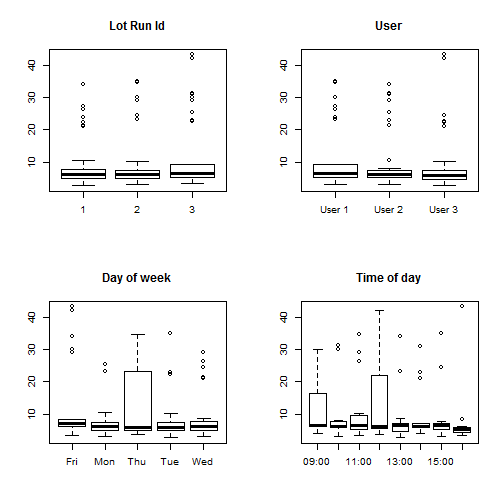 Lot Run Id
10 20 30 40
1 2 3
User
10 20 30 40
User 1 User 2 User 3
Day of week
10 20 30 40
Fri Mon Thu Tue Wed
Time of day
10 20 30 40
09:00 11:00 13:00 15:00